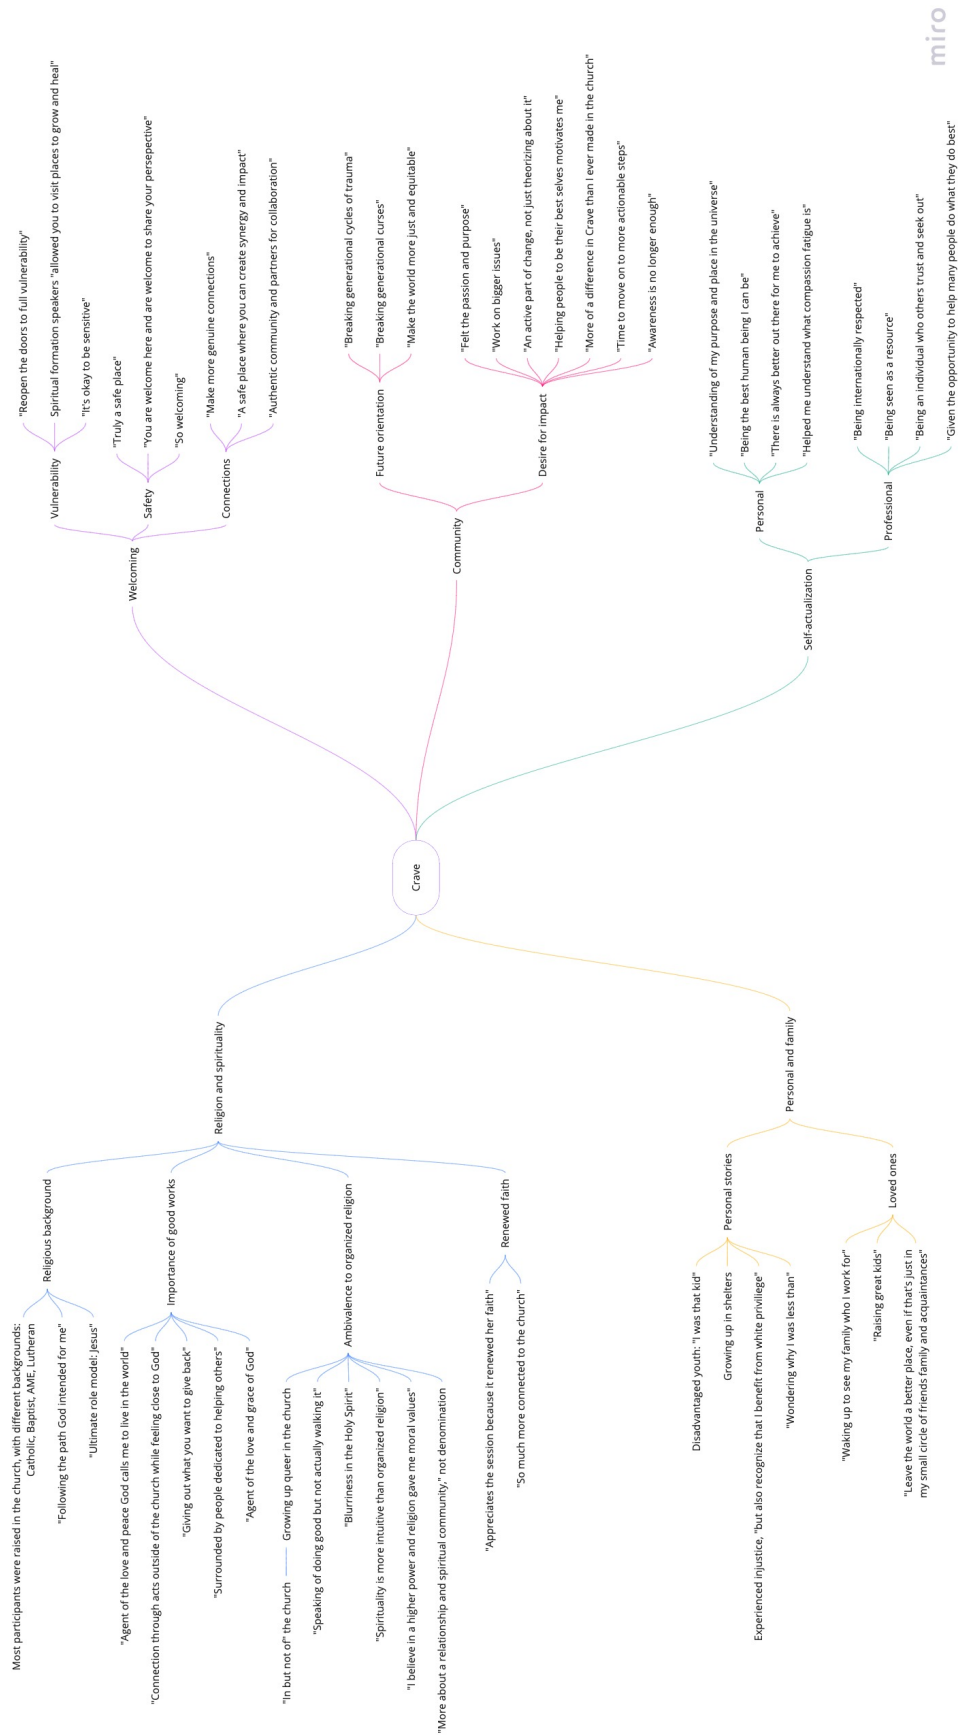 miro
Crave
Welcoming
Vulnerability
"Reopen the doors to full vulnerability"
Spiritual formation speakers "allowed you to visit places to grow and heal"
"It's okay to be sensitive"
Safety
"Truly a safe place"
"You are welcome here and are welcome to share your persepective"
"So welcoming"
Connections
"Make more genuine connections"
"A safe place where you can create synergy and impact"
"Authentic community and partners for collaboration"
Community
Future orientation
"Breaking generational cycles of trauma"
"Breaking generational curses"
"Make the world more just and equitable"
Desire for impact
"Felt the passion and purpose"
"Work on bigger issues"
"An active part of change, not just theorizing about it"
"Helping people to be their best selves motivates me"
"More of a difference in Crave than I ever made in the church"
"Time to move on to more actionable steps"
"Awareness is no longer enough"
Self-actualization
Personal
"Understanding of my purpose and place in the universe"
"Being the best human being I can be"
"There is always better out there for me to achieve"
"Helped me understand what compassion fatigue is"
Professional
"Being internationally respected"
"Being seen as a resource"
"Being an individual who others trust and seek out"
"Given the opportunity to help many people do what they do best"
Religion and spirituality
Religious background
Most participants were raised in the church, with different backgrounds:
Catholic, Baptist, AME, Lutheran
"Following the path God intended for me"
"Ultimate role model: Jesus"
Importance of good works
"Agent of the love and peace God calls me to live in the world"
"Connection through acts outside of the church while feeling close to God"
"Giving out what you want to give back"
"Surrounded by people dedicated to helping others"
"Agent of the love and grace of God"
Ambivalence to organized religion
Growing up queer in the church
"In but not of" the church
"Speaking of doing good but not actually walking it"
"Blurriness in the Holy Spirit"
"Spirituality is more intuitive than organized religion"
"I believe in a higher power and religion gave me moral values"
"More about a relationship and spiritual community," not denomination
Renewed faith
"Appreciates the session because it renewed her faith"
"So much more connected to the church"
Personal and family
Personal stories
Disadvantaged youth: "I was that kid"
Growing up in shelters
Experienced injustice, "but also recognize that I benefit from white priviliege"
"Wondering why I was less than"
Loved ones
"Waking up to see my family who I work for"
"Raising great kids"
"Leave the world a better place, even if that's just in
my small circle of friends family and acquaintances"